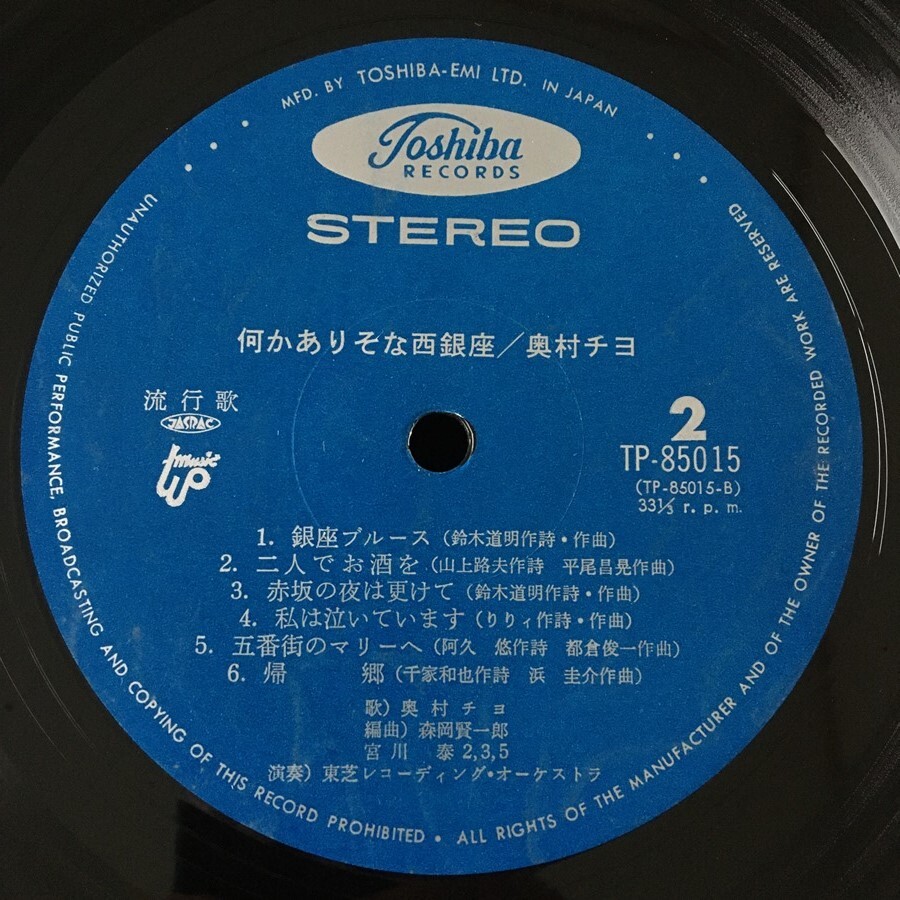 MFD. BY TOSHIBA-EMI LTD. IN JAPAN
Toshiba
RECORDS
STEREO
何かありそな西銀座／奥村チヨ
流行歌
JASRAC
music up
2
TP-85015
(TP-85015-B)
33⅓ r.p.m.
1. 銀座ブルース（鈴木道明作詩・作曲）
2. 二人でお酒を（山上路夫作詩 平尾昌晃作曲）
3. 赤坂の夜は更けて（鈴木道明作詩・作曲）
4. 私は泣いています（りりィ作詩・作曲）
5. 五番街のマリーへ（阿久 悠作詩 都倉俊一作曲）
6. 帰 郷（千家和也作詩 浜 圭介作曲）
歌）奥村チヨ
編曲）森岡賢一郎
宮川 泰2,3,5
演奏）東芝レコーディング・オーケストラ
UNAUTHORIZED PUBLIC PERFORMANCE, BROADCASTING AND COPYING OF THIS RECORD PROHIBITED • ALL RIGHTS OF THE MANUFACTURER AND OF THE OWNER OF THE RECORDED WORK ARE RESERVED